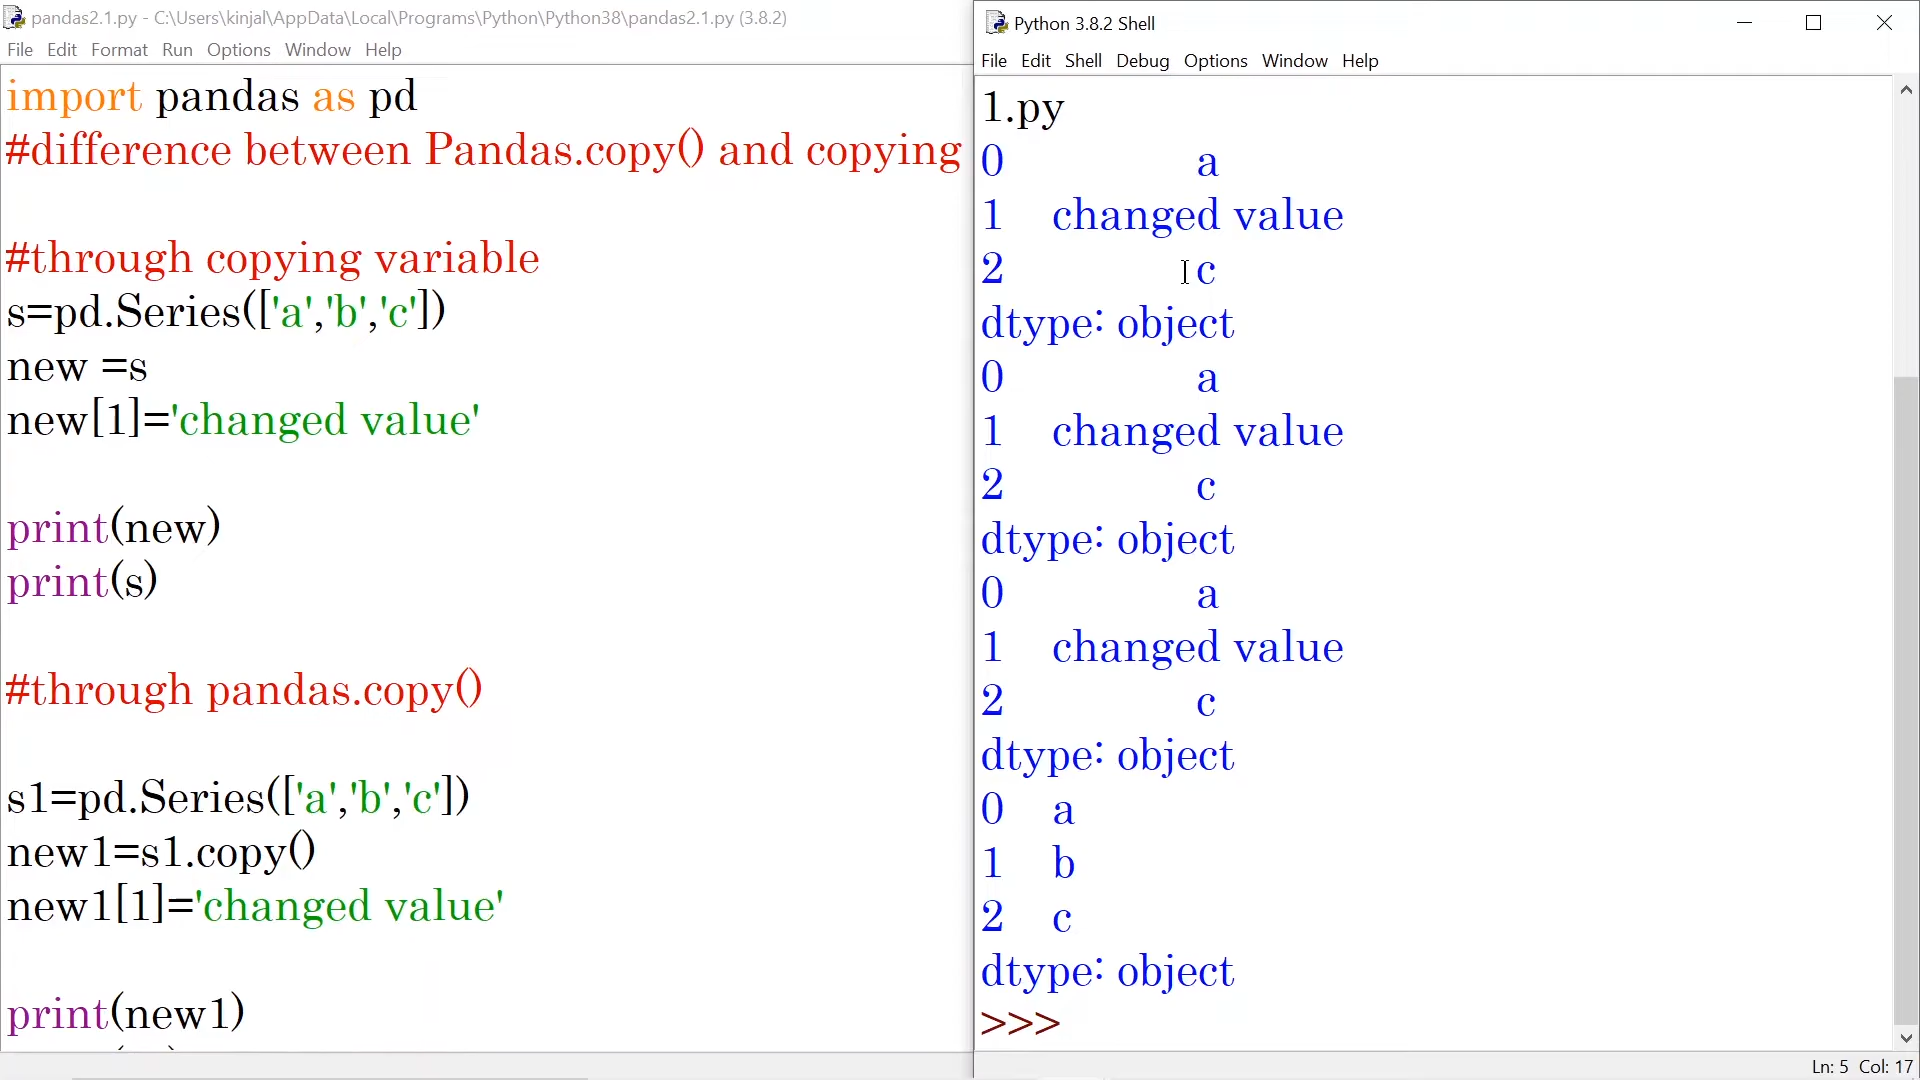 pandas2.1.py - C:\Users\kinjal\AppData\Local\Programs\Python\Python38\pandas2.1.py (3.8.2)
File Edit Format Run Options Window Help
import pandas as pd
#difference between Pandas.copy() and copying
#through copying variable
s=pd.Series(['a','b','c'])
new =s
new[1]='changed value'
print(new)
print(s)
#through pandas.copy()
s1=pd.Series(['a','b','c'])
new1=s1.copy()
new1[1]='changed value'
print(new1)
Python 3.8.2 Shell
File Edit Shell Debug Options Window Help
1.py
0 a
1 changed value
2 c
dtype: object
0 a
1 changed value
2 c
dtype: object
0 a
1 changed value
2 c
dtype: object
0 a
1 b
2 c
dtype: object
>>>
Ln: 5 Col: 17